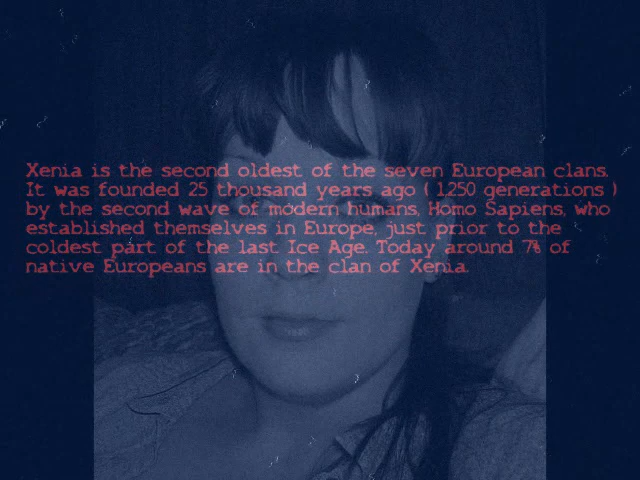 Xenia is the second oldest of the seven European clans.
It was founded 25 thousand years ago ( 1,250 generations )
by the second wave of modern humans, Homo Sapiens, who
established themselves in Europe, just prior to the
coldest part of the last Ice Age. Today around 7% of
native Europeans are in the clan of Xenia.